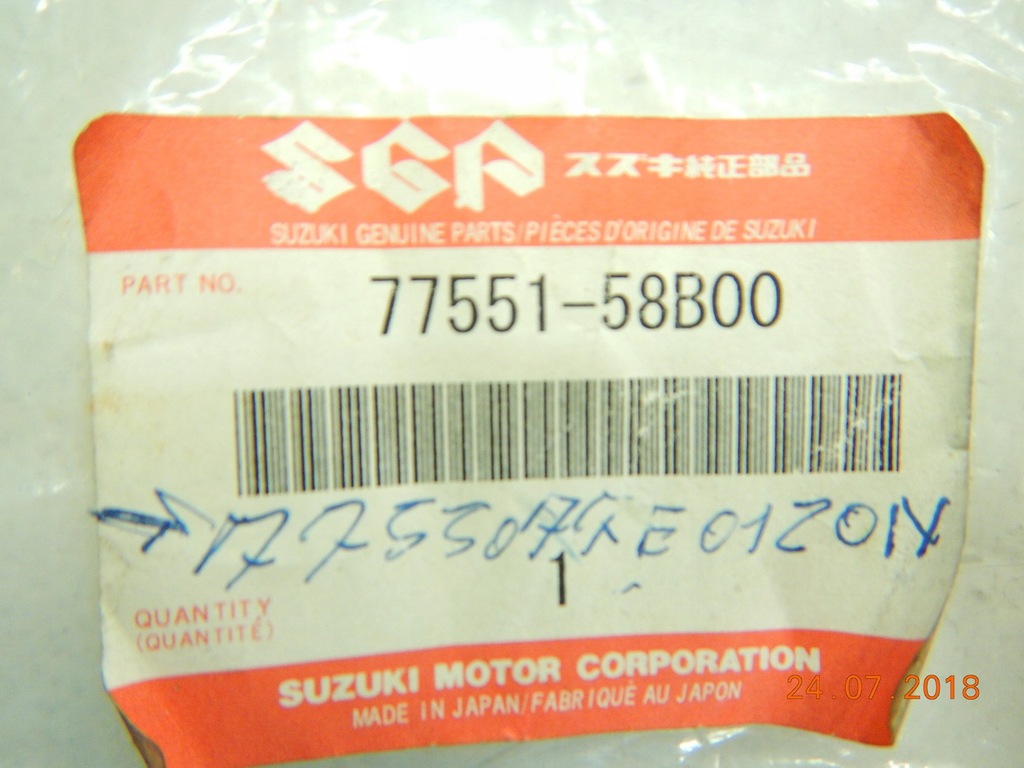 SGP スズキ純正部品
SUZUKI GENUINE PARTS/PIÈCES D'ORIGINE DE SUZUKI
PART NO.
77551-58B00
1
QUANTITY
(QUANTITÉ)
SUZUKI MOTOR CORPORATION
MADE IN JAPAN/FABRIQUÉ AU JAPON
24.07.2018